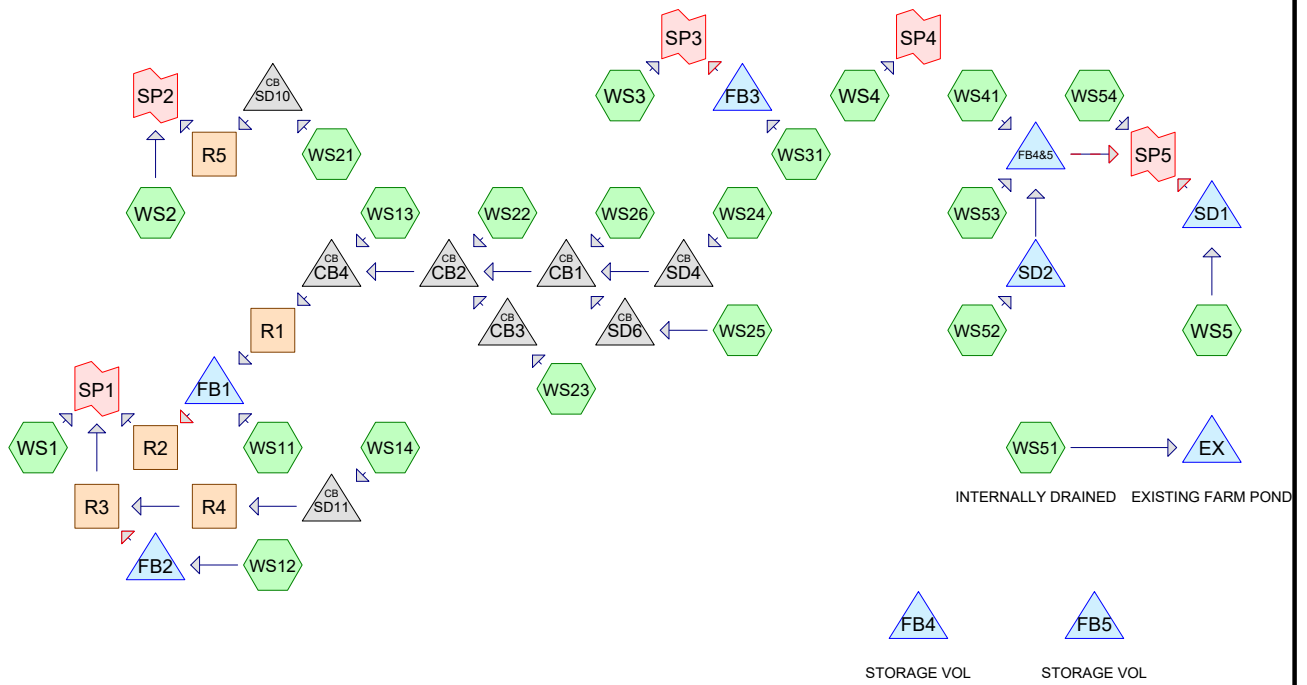 SP3
SP4
CB
SP2
SD10
WS3
FB3
WS4
WS41
WS54
R5
WS21
WS31
FB4&5
SP5
WS2
WS13
WS22
WS26
WS24
WS53
SD1
CB
CB4
CB
CB2
CB
CB1
CB
SD4
SD2
R1
CB
CB3
CB
SD6
WS25
WS52
WS5
SP1
FB1
WS23
WS1
R2
WS11
WS14
WS51
EX
INTERNALLY DRAINED
EXISTING FARM POND
R3
R4
CB
SD11
FB2
WS12
FB4
FB5
STORAGE VOL
STORAGE VOL